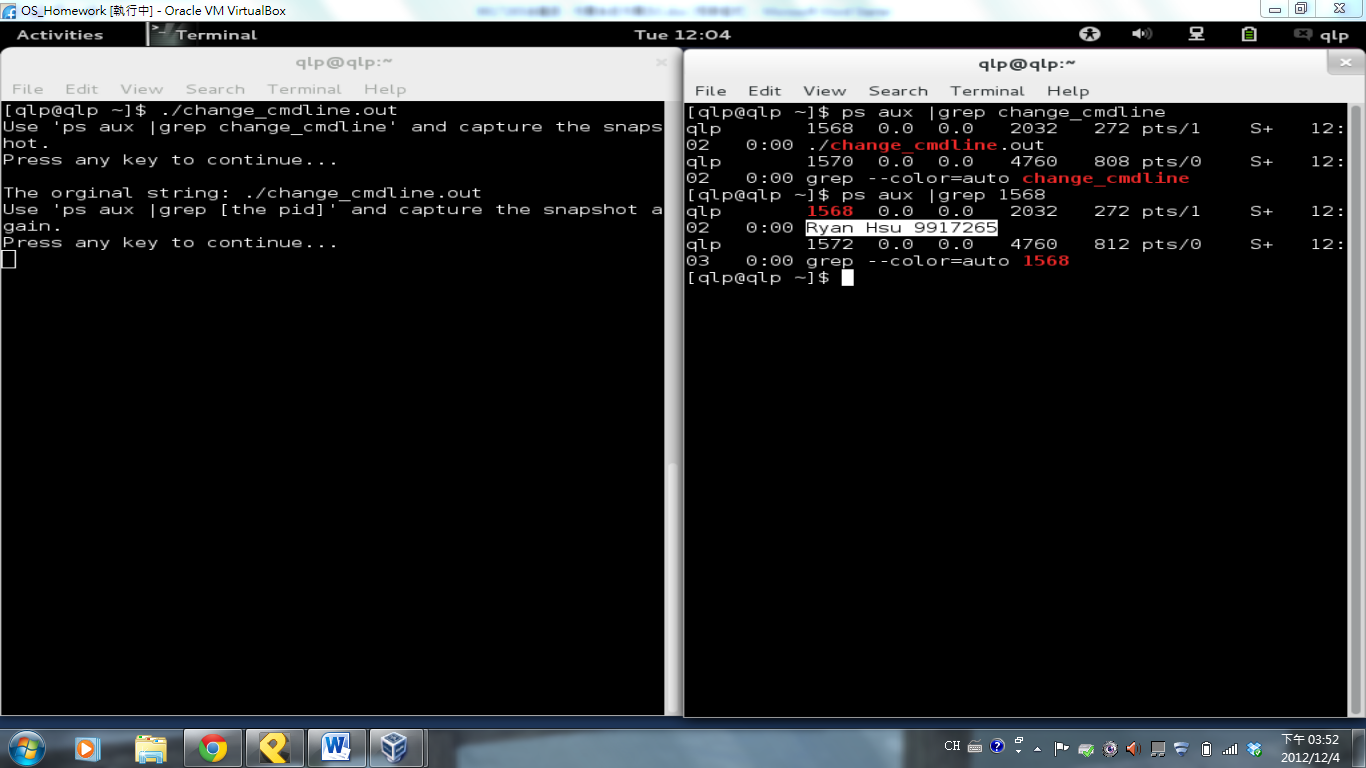 OS_Homework [執行中] - Oracle VM VirtualBox
Activities
Terminal
Tue 12:04
qlp
qlp@qlp:~
File Edit View Search Terminal Help
[qlp@qlp ~]$ ./change_cmdline.out
Use 'ps aux |grep change_cmdline' and capture the snaps
hot.
Press any key to continue...
The orginal string: ./change_cmdline.out
Use 'ps aux |grep [the pid]' and capture the snapshot a
gain.
Press any key to continue...
qlp@qlp:~
File Edit View Search Terminal Help
[qlp@qlp ~]$ ps aux |grep change_cmdline
qlp 1568 0.0 0.0 2032 272 pts/1 S+ 12:
02 0:00 ./change_cmdline.out
qlp 1570 0.0 0.0 4760 808 pts/0 S+ 12:
02 0:00 grep --color=auto change_cmdline
[qlp@qlp ~]$ ps aux |grep 1568
qlp 1568 0.0 0.0 2032 272 pts/1 S+ 12:
02 0:00 Ryan Hsu 9917265
qlp 1572 0.0 0.0 4760 812 pts/0 S+ 12:
03 0:00 grep --color=auto 1568
[qlp@qlp ~]$
CH
下午 03:52
2012/12/4